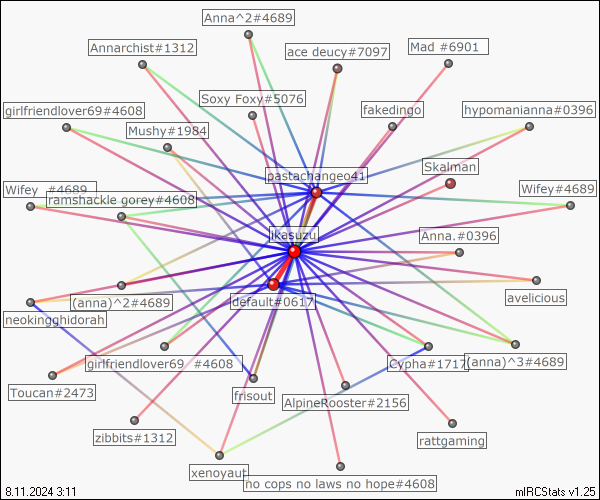 Anna^2#4689
Annarchist#1312
ace deucy#7097
Mad #6901
Soxy Foxy#5076
girlfriendlover69#4608
fakedingo
hypomanianna#0396
Mushy#1984
pastachangeo41
Skalman
Wifey #4689
ramshackle gorey#4608
Wifey#4689
ikasuzu
Anna.#0396
(anna)^2#4689
default#0617
avelicious
neokingghidorah
girlfriendlover69 #4608
Cypha#1717
(anna)^3#4689
Toucan#2473
frisout
AlpineRooster#2156
zibbits#1312
rattgaming
xenoyaut
no cops no laws no hope#4608
8.11.2024 3:11
mIRCStats v1.25